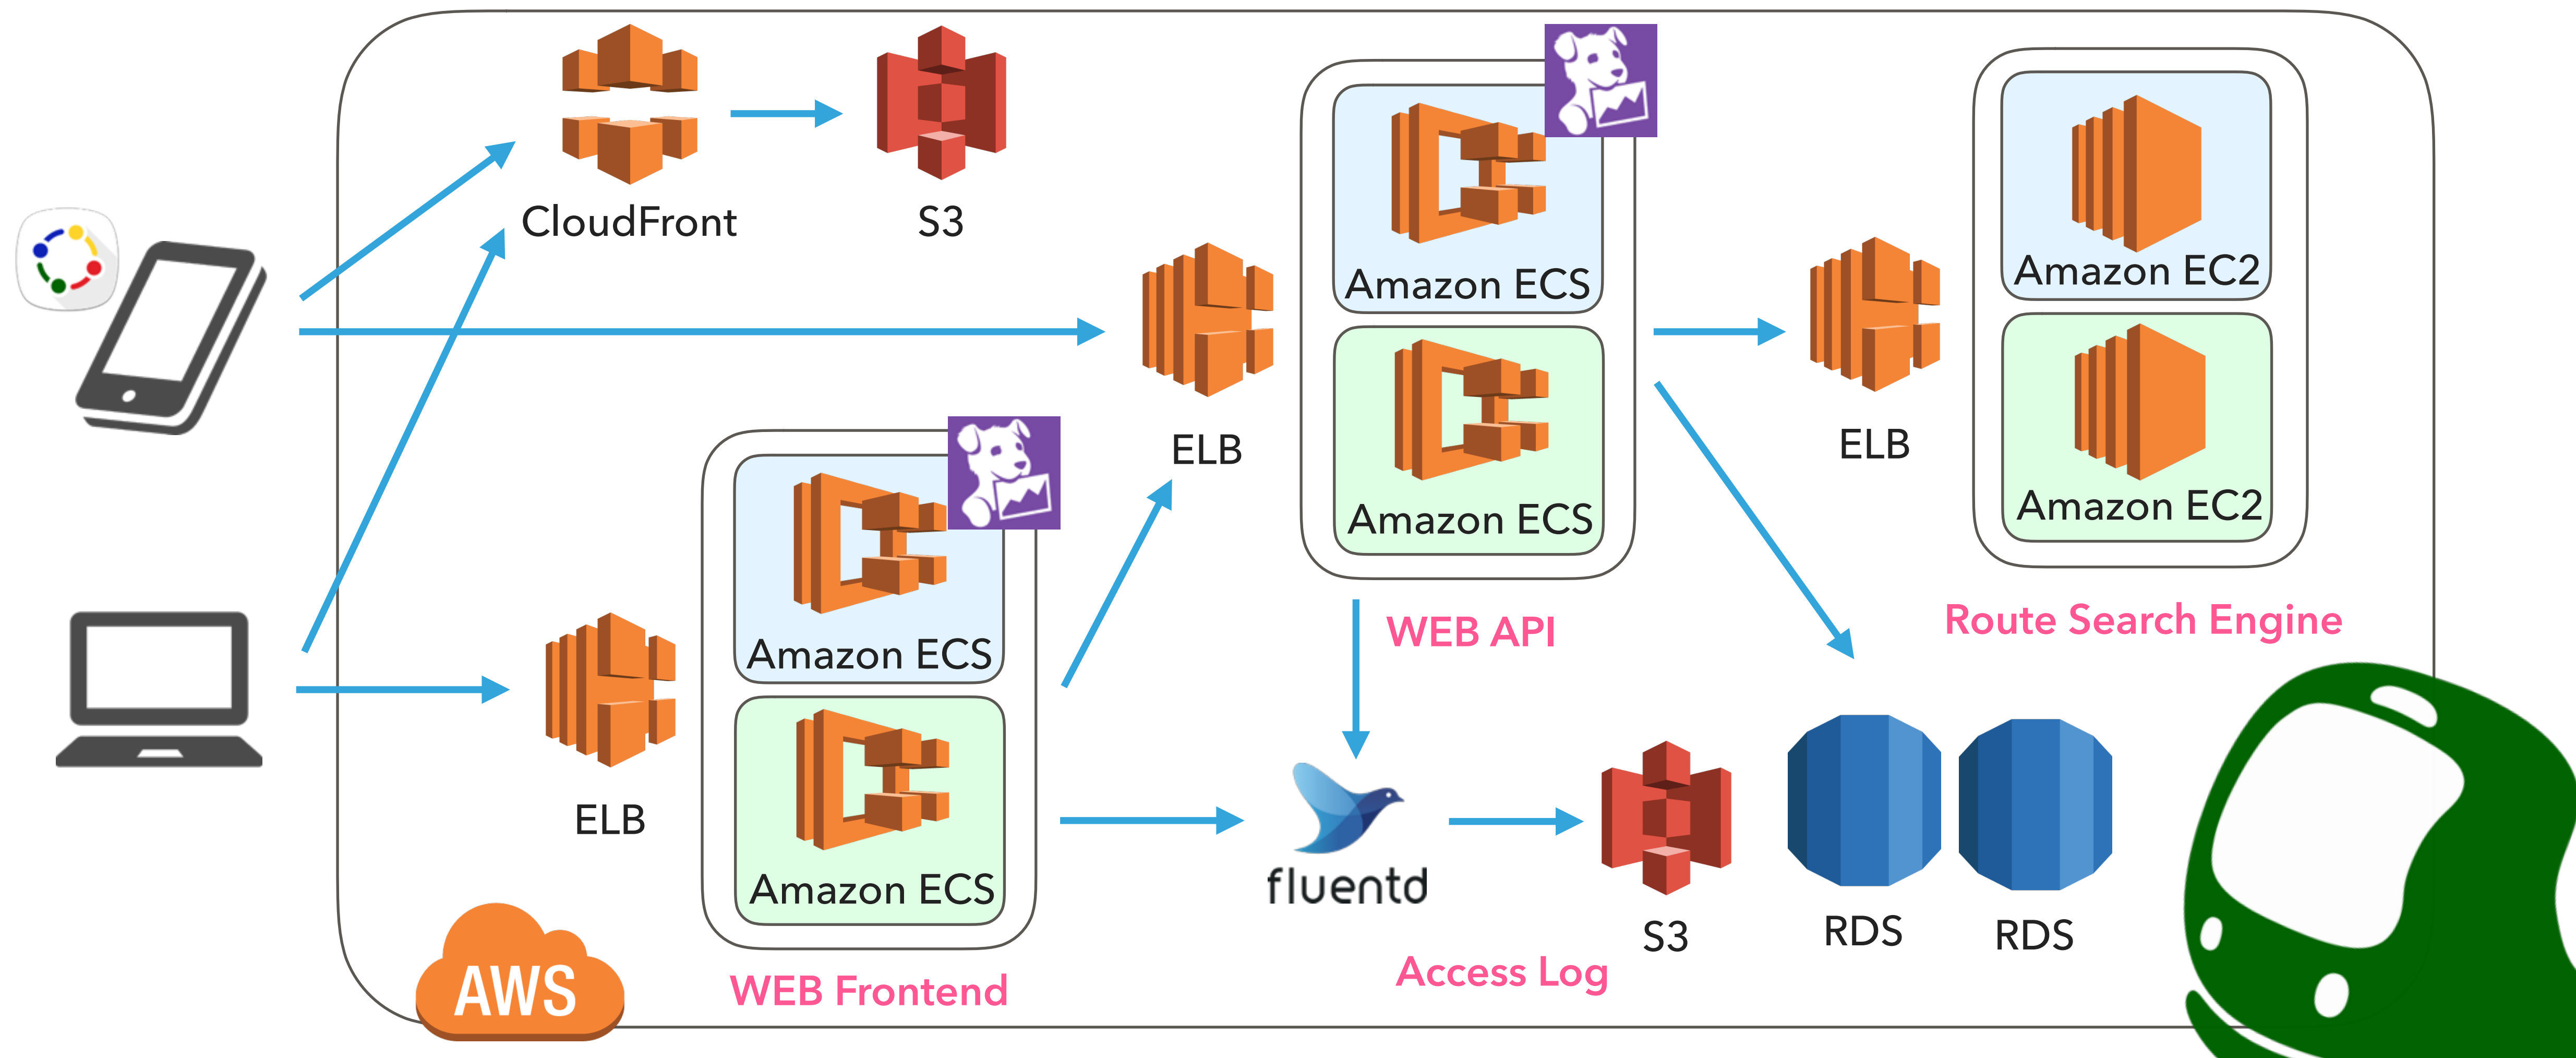 CloudFront
S3
Amazon ECS
Amazon ECS
ELB
WEB API
ELB
Amazon EC2
Amazon EC2
Route Search Engine
ELB
Amazon ECS
Amazon ECS
WEB Frontend
fluentd
S3
Access Log
RDS
RDS
AWS